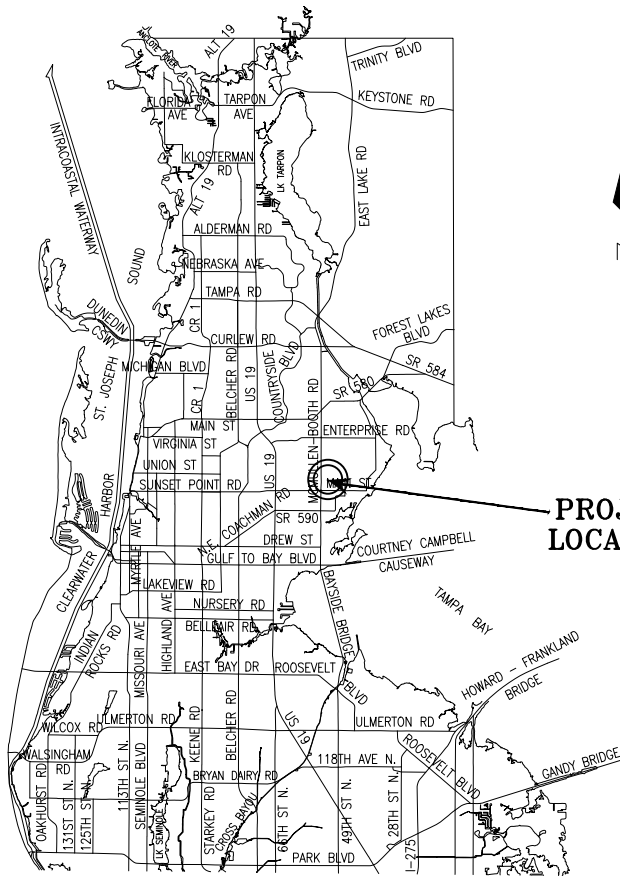 ALT 19
ANCLOTE RIVER
TRINITY BLVD
FLORIDA AVE
TARPON AVE
KEYSTONE RD
INTRACOASTAL WATERWAY
KLOSTERMAN RD
LK TARPON
EAST LAKE RD
ALT 19
ALDERMAN RD
SOUND
NEBRASKA AVE
TAMPA RD
CR 1
DUNEDIN CSWY
CURLEW RD
FOREST LAKES BLVD
SR 584
MICHIGAN BLVD
ST. JOSEPH
BELCHER RD
US 19
COUNTRYSIDE BLVD
SR 580
CR 1
MAIN ST
McMULLEN-BOOTH RD
ENTERPRISE RD
VIRGINIA ST
UNION ST
US 19
SUNSET POINT RD
MAIN ST
HARBOR
N.E. COACHMAN RD
SR 590
PROJ
LOCA
DREW ST
MYRTLE AVE
GULF TO BAY BLVD
COURTNEY CAMPBELL CAUSEWAY
CLEARWATER
LAKEVIEW RD
HIGHLAND AVE
NURSERY RD
BAYSIDE BRIDGE
TAMPA BAY
INDIAN ROCKS RD
MISSOURI AVE
BELLEAIR RD
EAST BAY DR
ROOSEVELT BLVD
HOWARD - FRANKLAND BRIDGE
WILCOX RD
ULMERTON RD
US 19
ULMERTON RD
WALSINGHAM RD
KEENE RD
BELCHER RD
118TH AVE N.
ROOSEVELT BLVD
OAKHURST RD
131ST ST N.
125TH ST N.
113TH ST N.
SEMINOLE BLVD
BRYAN DAIRY RD
GANDY BRIDGE
LK SEMINOLE
STARKEY RD
CROSS BAYOU
66TH ST N.
49TH ST N.
28TH ST N.
I-275
PARK BLVD